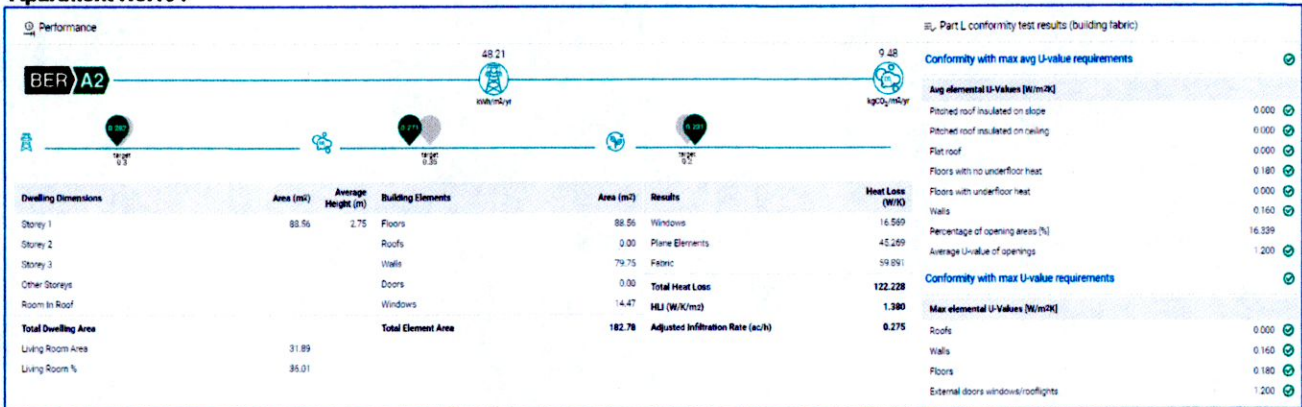 Performance
BER A2
48.21
kWh/m²/yr
9.48
kgCO₂/m²/yr
0.271
target
0.3
target
0.35
target
0.2
Dwelling Dimensions Area (m2) Average Height (m)
Storey 1 88.56 2.75
Storey 2
Storey 3
Other Storeys
Room In Roof
Total Dwelling Area
Living Room Area 31.89
Living Room % 36.01
Building Elements Area (m2)
Floors 88.56
Roofs 0.00
Walls 79.75
Doors 0.00
Windows 14.47
Total Element Area 182.78
Results Heat Loss (W/K)
Windows 16.569
Plane Elements 45.269
Fabric 59.891
Total Heat Loss 122.228
HLI (W/K/m2) 1.380
Adjusted Infiltration Rate (ac/h) 0.275
Part L conformity test results (building fabric)
Conformity with max avg U-value requirements
Avg elemental U-Values [W/m2K]
Pitched roof insulated on slope 0.000
Pitched roof insulated on ceiling 0.000
Flat roof 0.000
Floors with no underfloor heat 0.180
Floors with underfloor heat 0.000
Walls 0.160
Percentage of opening areas [%] 16.339
Average U-value of openings 1.200
Conformity with max U-value requirements
Max elemental U-Values [W/m2K]
Roofs 0.000
Walls 0.160
Floors 0.180
External doors windows/rooflights 1.200